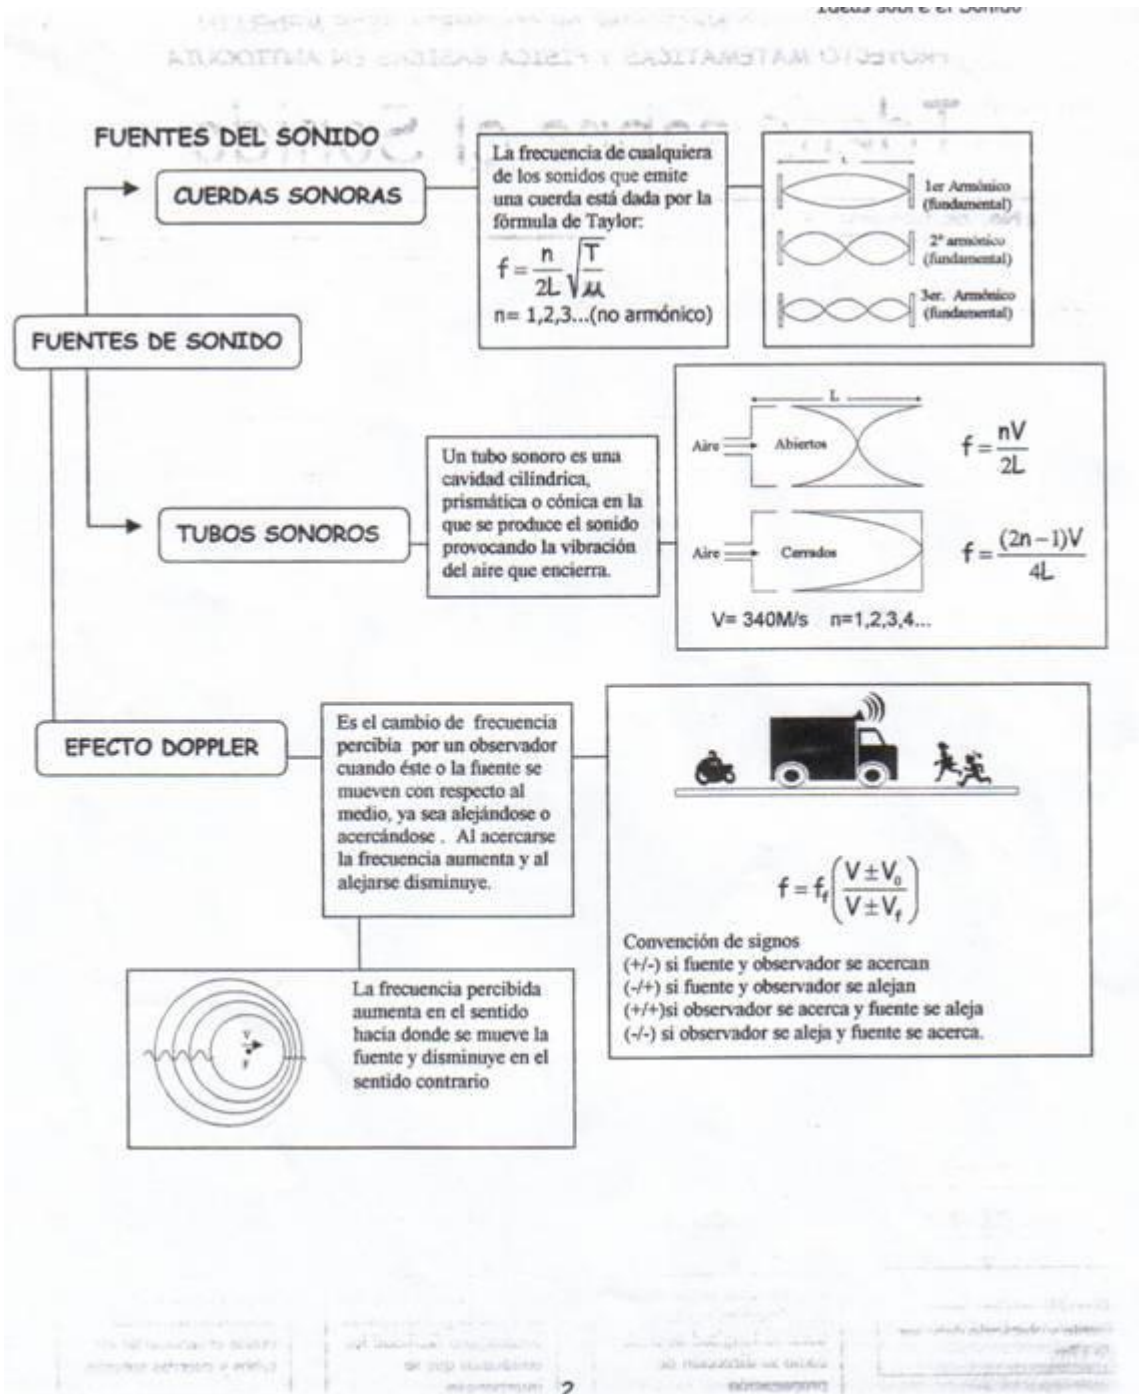 Ideas sobre el Sonido
FUENTES DEL SONIDO
CUERDAS SONORAS
La frecuencia de cualquiera
de los sonidos que emite
una cuerda está dada por la
fórmula de Taylor:
f = n/2L √T/μ
n= 1,2,3...(no armónico)
L
1er Armónico
(fundamental)
2º armónico
(fundamental)
3er. Armónico
(fundamental)
FUENTES DE SONIDO
TUBOS SONOROS
Un tubo sonoro es una
cavidad cilíndrica,
prismática o cónica en la
que se produce el sonido
provocando la vibración
del aire que encierra.
L
Aire
Abiertos
f = nV/2L
Aire
Cerrados
f = (2n-1)V/4L
V= 340M/s n=1,2,3,4...
EFECTO DOPPLER
Es el cambio de frecuencia
percibia por un observador
cuando éste o la fuente se
mueven con respecto al
medio, ya sea alejándose o
acercándose . Al acercarse
la frecuencia aumenta y al
alejarse disminuye.
f = f_f (V ± V_0 / V ± V_f)
Convención de signos
(+/-) si fuente y observador se acercan
(-/+) si fuente y observador se alejan
(+/+)si observador se acerca y fuente se aleja
(-/-) si observador se aleja y fuente se acerca.
V
F
La frecuencia percibida
aumenta en el sentido
hacia donde se mueve la
fuente y disminuye en el
sentido contrario
2